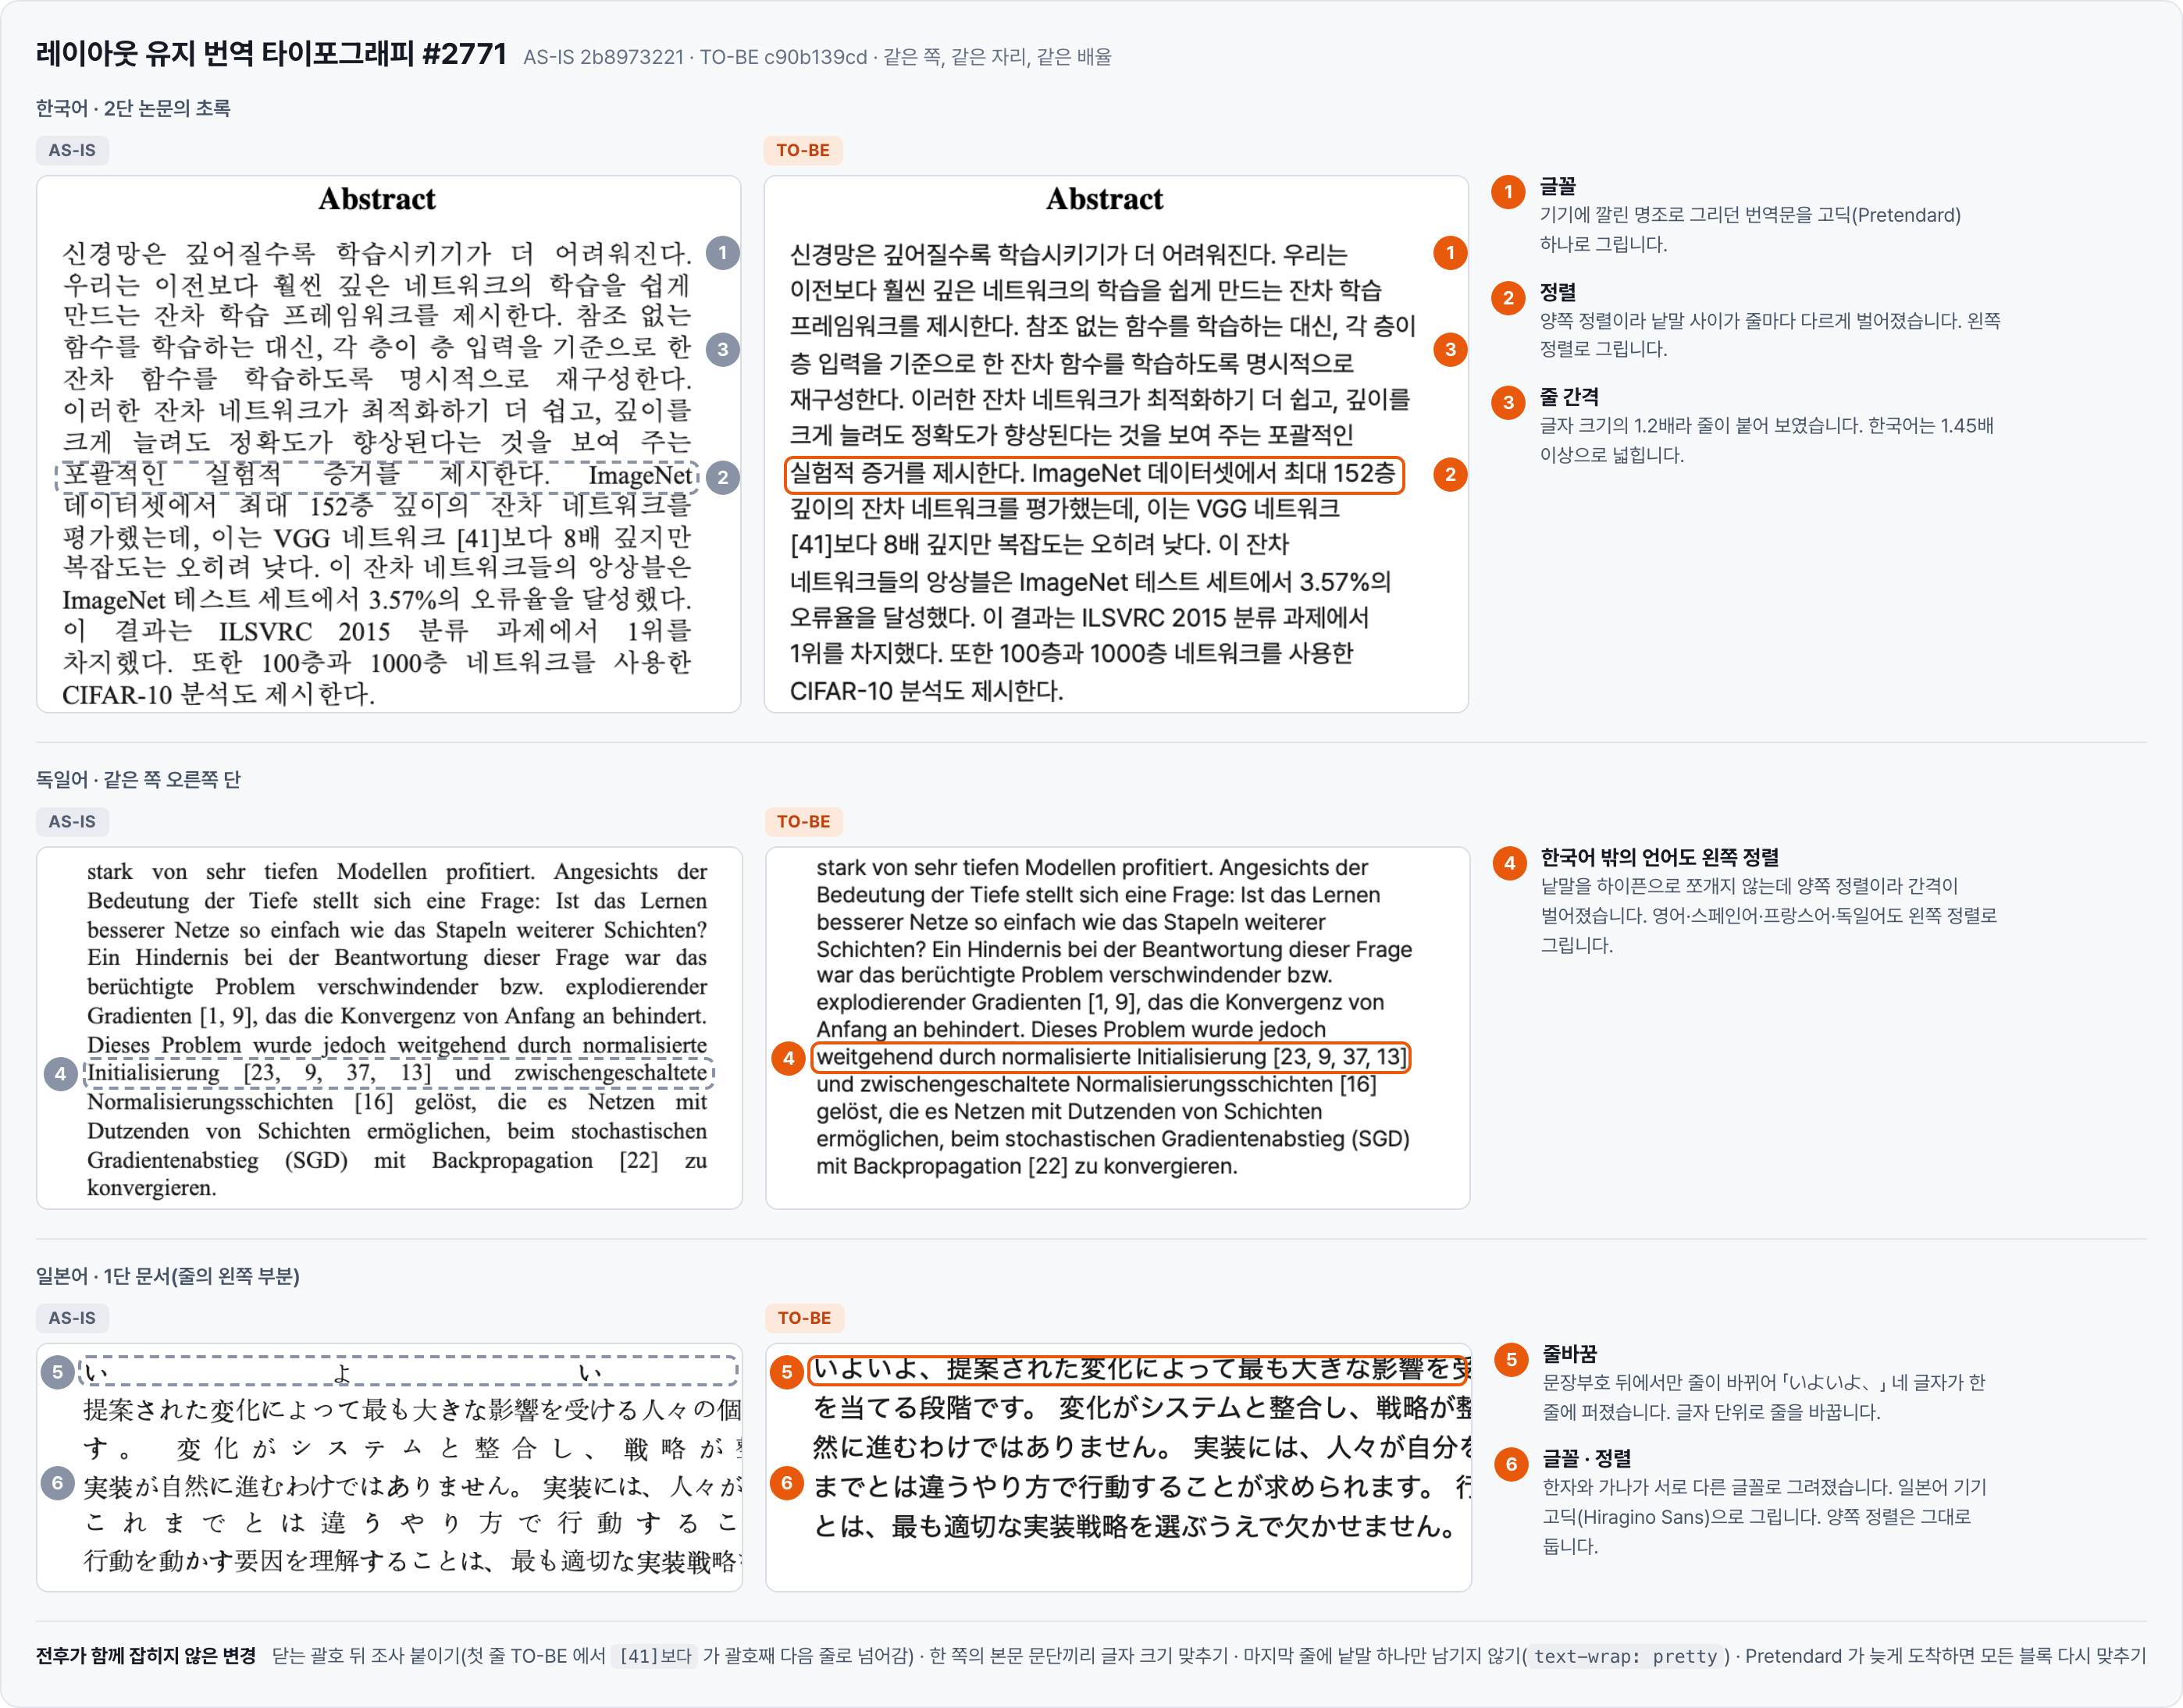 레이아웃 유지 번역 타이포그래피 #2771 AS-IS 2b8973221 · TO-BE c90b139cd · 같은 쪽, 같은 자리, 같은 배율
한국어 · 2단 논문의 초록
AS-IS
Abstract
신경망은 깊어질수록 학습시키기가 더 어려워진다.
우리는 이전보다 훨씬 깊은 네트워크의 학습을 쉽게
만드는 잔차 학습 프레임워크를 제시한다. 참조 없는
함수를 학습하는 대신, 각 층이 층 입력을 기준으로 한
잔차 함수를 학습하도록 명시적으로 재구성한다.
이러한 잔차 네트워크가 최적화하기 더 쉽고, 깊이를
크게 늘려도 정확도가 향상된다는 것을 보여 주는
포괄적인 실험적 증거를 제시한다. ImageNet
데이터셋에서 최대 152층 깊이의 잔차 네트워크를
평가했는데, 이는 VGG 네트워크 [41]보다 8배 깊지만
복잡도는 오히려 낮다. 이 잔차 네트워크들의 앙상블은
ImageNet 테스트 세트에서 3.57%의 오류율을 달성했다.
이 결과는 ILSVRC 2015 분류 과제에서 1위를
차지했다. 또한 100층과 1000층 네트워크를 사용한
CIFAR-10 분석도 제시한다.
1
3
2
TO-BE
Abstract
신경망은 깊어질수록 학습시키기가 더 어려워진다. 우리는
이전보다 훨씬 깊은 네트워크의 학습을 쉽게 만드는 잔차 학습
프레임워크를 제시한다. 참조 없는 함수를 학습하는 대신, 각 층이
층 입력을 기준으로 한 잔차 함수를 학습하도록 명시적으로
재구성한다. 이러한 잔차 네트워크가 최적화하기 더 쉽고, 깊이를
크게 늘려도 정확도가 향상된다는 것을 보여 주는 포괄적인
실험적 증거를 제시한다. ImageNet 데이터셋에서 최대 152층
깊이의 잔차 네트워크를 평가했는데, 이는 VGG 네트워크
[41]보다 8배 깊지만 복잡도는 오히려 낮다. 이 잔차
네트워크들의 앙상블은 ImageNet 테스트 세트에서 3.57%의
오류율을 달성했다. 이 결과는 ILSVRC 2015 분류 과제에서
1위를 차지했다. 또한 100층과 1000층 네트워크를 사용한
CIFAR-10 분석도 제시한다.
1
3
2
1 글꼴
기기에 깔린 명조로 그리던 번역문을 고딕(Pretendard)
하나로 그립니다.
2 정렬
양쪽 정렬이라 낱말 사이가 줄마다 다르게 벌어졌습니다. 왼쪽
정렬로 그립니다.
3 줄 간격
글자 크기의 1.2배라 줄이 붙어 보였습니다. 한국어는 1.45배
이상으로 넓힙니다.
독일어 · 같은 쪽 오른쪽 단
AS-IS
stark von sehr tiefen Modellen profitiert. Angesichts der
Bedeutung der Tiefe stellt sich eine Frage: Ist das Lernen
besserer Netze so einfach wie das Stapeln weiterer Schichten?
Ein Hindernis bei der Beantwortung dieser Frage war das
berüchtigte Problem verschwindender bzw. explodierender
Gradienten [1, 9], das die Konvergenz von Anfang an behindert.
Dieses Problem wurde jedoch weitgehend durch normalisierte
4 Initialisierung [23, 9, 37, 13] und zwischengeschaltete
Normalisierungsschichten [16] gelöst, die es Netzen mit
Dutzenden von Schichten ermöglichen, beim stochastischen
Gradientenabstieg (SGD) mit Backpropagation [22] zu
konvergieren.
TO-BE
stark von sehr tiefen Modellen profitiert. Angesichts der
Bedeutung der Tiefe stellt sich eine Frage: Ist das Lernen
besserer Netze so einfach wie das Stapeln weiterer
Schichten? Ein Hindernis bei der Beantwortung dieser Frage
war das berüchtigte Problem verschwindender bzw.
explodierender Gradienten [1, 9], das die Konvergenz von
Anfang an behindert. Dieses Problem wurde jedoch
4 weitgehend durch normalisierte Initialisierung [23, 9, 37, 13]
und zwischengeschaltete Normalisierungsschichten [16]
gelöst, die es Netzen mit Dutzenden von Schichten
ermöglichen, beim stochastischen Gradientenabstieg (SGD)
mit Backpropagation [22] zu konvergieren.
4 한국어 밖의 언어도 왼쪽 정렬
낱말을 하이픈으로 쪼개지 않는데 양쪽 정렬이라 간격이
벌어졌습니다. 영어·스페인어·프랑스어·독일어도 왼쪽 정렬로
그립니다.
일본어 · 1단 문서(줄의 왼쪽 부분)
AS-IS
5 い よ い
提案された変化によって最も大きな影響を受ける人々の個
す。 変化がシステムと整合し、戦略が
6 実装が自然に進むわけではありません。 実装には、人々が
これまでとは違うやり方で行動するこ
行動を動かす要因を理解することは、最も適切な実装戦略
TO-BE
5 いよいよ、提案された変化によって最も大きな影響を受
を当てる段階です。 変化がシステムと整合し、戦略が整
然に進むわけではありません。 実装には、人々が自分を
6 までとは違うやり方で行動することが求められます。 行
とは、最も適切な実装戦略を選ぶうえで欠かせません。
5 줄바꿈
문장부호 뒤에서만 줄이 바뀌어 「いよいよ、」 네 글자가 한
줄에 퍼졌습니다. 글자 단위로 줄을 바꿉니다.
6 글꼴 · 정렬
한자와 가나가 서로 다른 글꼴로 그려졌습니다. 일본어 기기
고딕(Hiragino Sans)으로 그립니다. 양쪽 정렬은 그대로
둡니다.
전후가 함께 잡히지 않은 변경 닫는 괄호 뒤 조사 붙이기(첫 줄 TO-BE 에서 [41]보다 가 괄호째 다음 줄로 넘어감) · 한 쪽의 본문 문단끼리 글자 크기 맞추기 · 마지막 줄에 낱말 하나만 남기지 않기(text-wrap: pretty) · Pretendard 가 늦게 도착하면 모든 블록 다시 맞추기